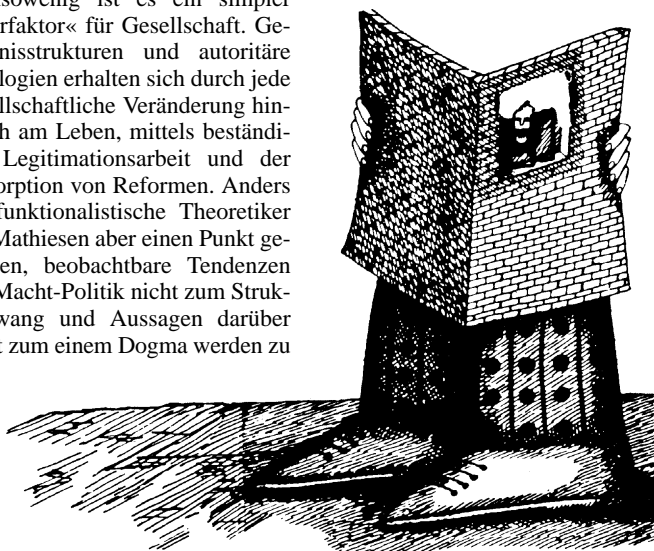 nsowenig ist es ein simpler
rfaktor« für Gesellschaft. Ge-
nisstrukturen und autoritäre
logien erhalten sich durch jede
llschaftliche Veränderung hin-
h am Leben, mittels beständi-
Legitimationsarbeit und der
orption von Reformen. Anders
funktionalistische Theoretiker
Mathiesen aber einen Punkt ge-
en, beobachtbare Tendenzen
Macht-Politik nicht zum Struk-
wang und Aussagen darüber
t zum einem Dogma werden zu